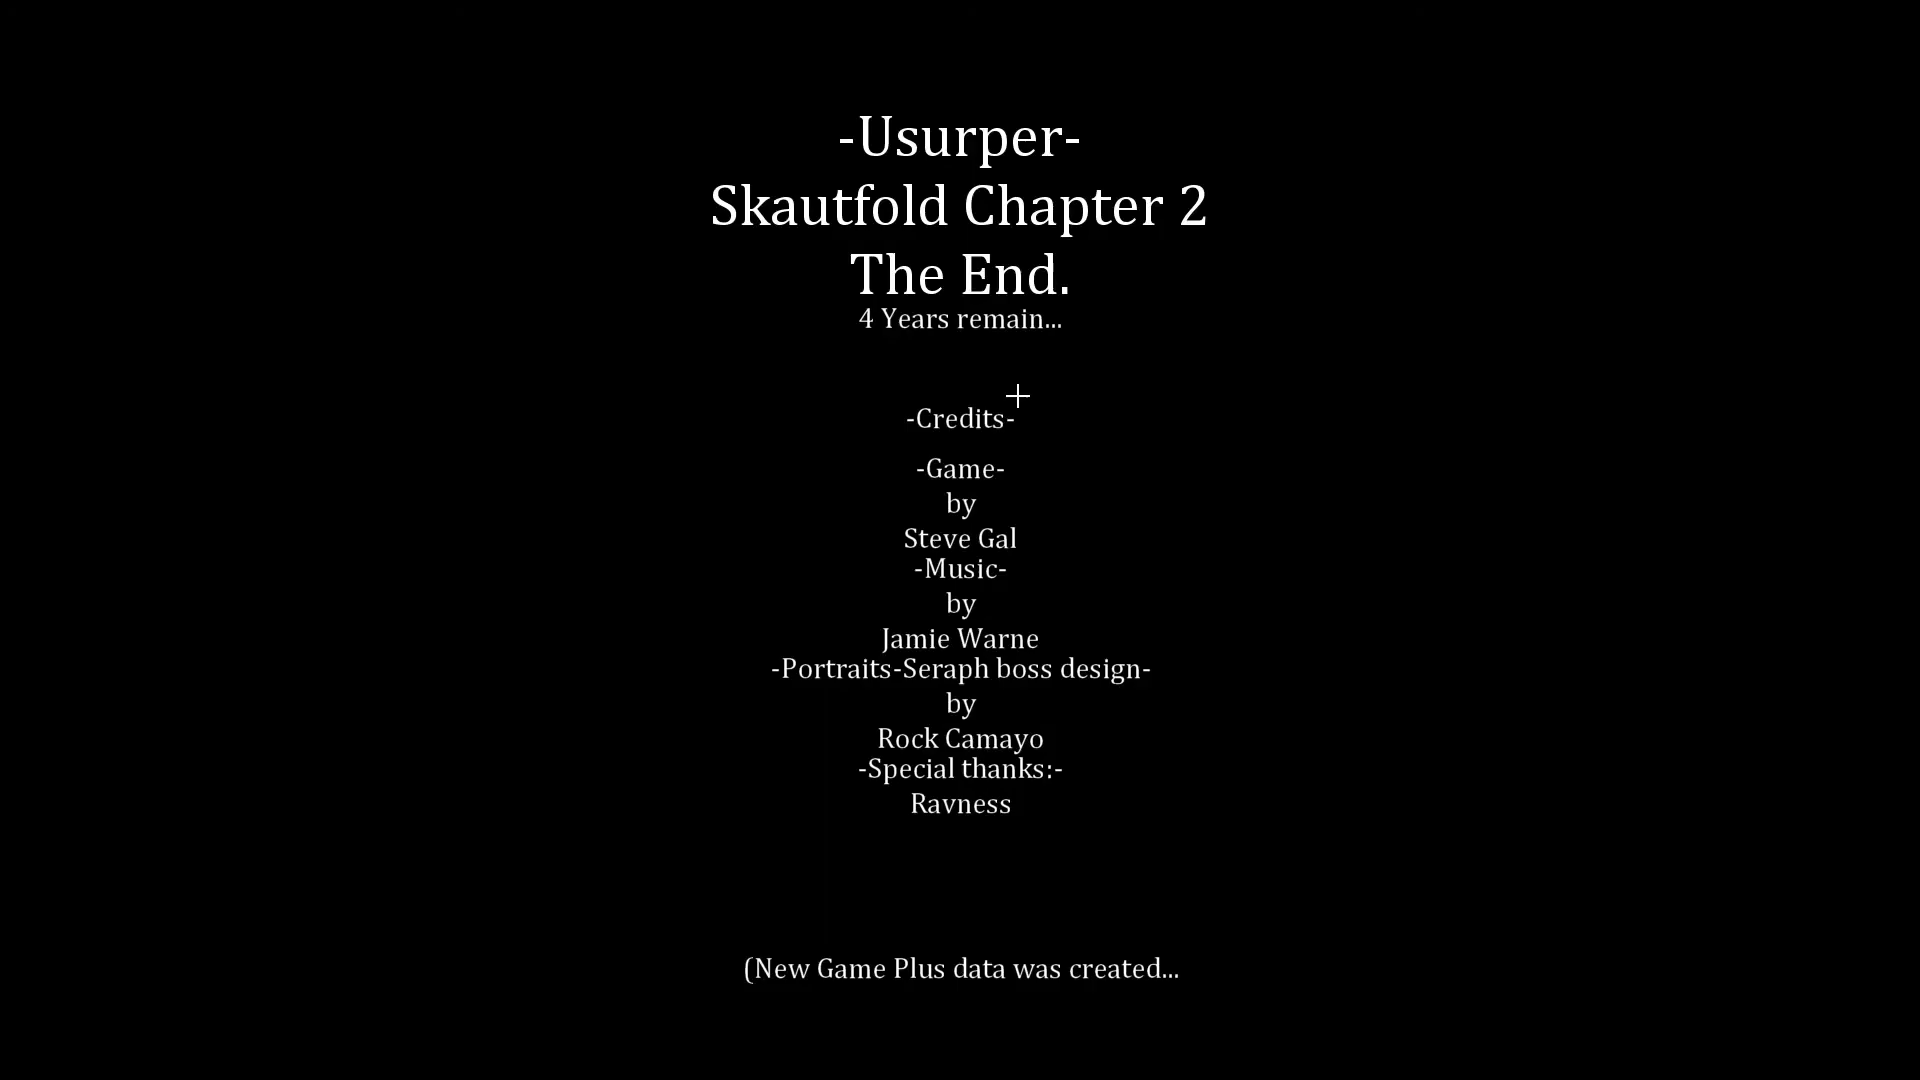 -Usurper-
Skautfold Chapter 2
The End.
4 Years remain...
-Credits-
-Game-
by
Steve Gal
-Music-
by
Jamie Warne
-Portraits-Seraph boss design-
by
Rock Camayo
-Special thanks:-
Ravness
(New Game Plus data was created...